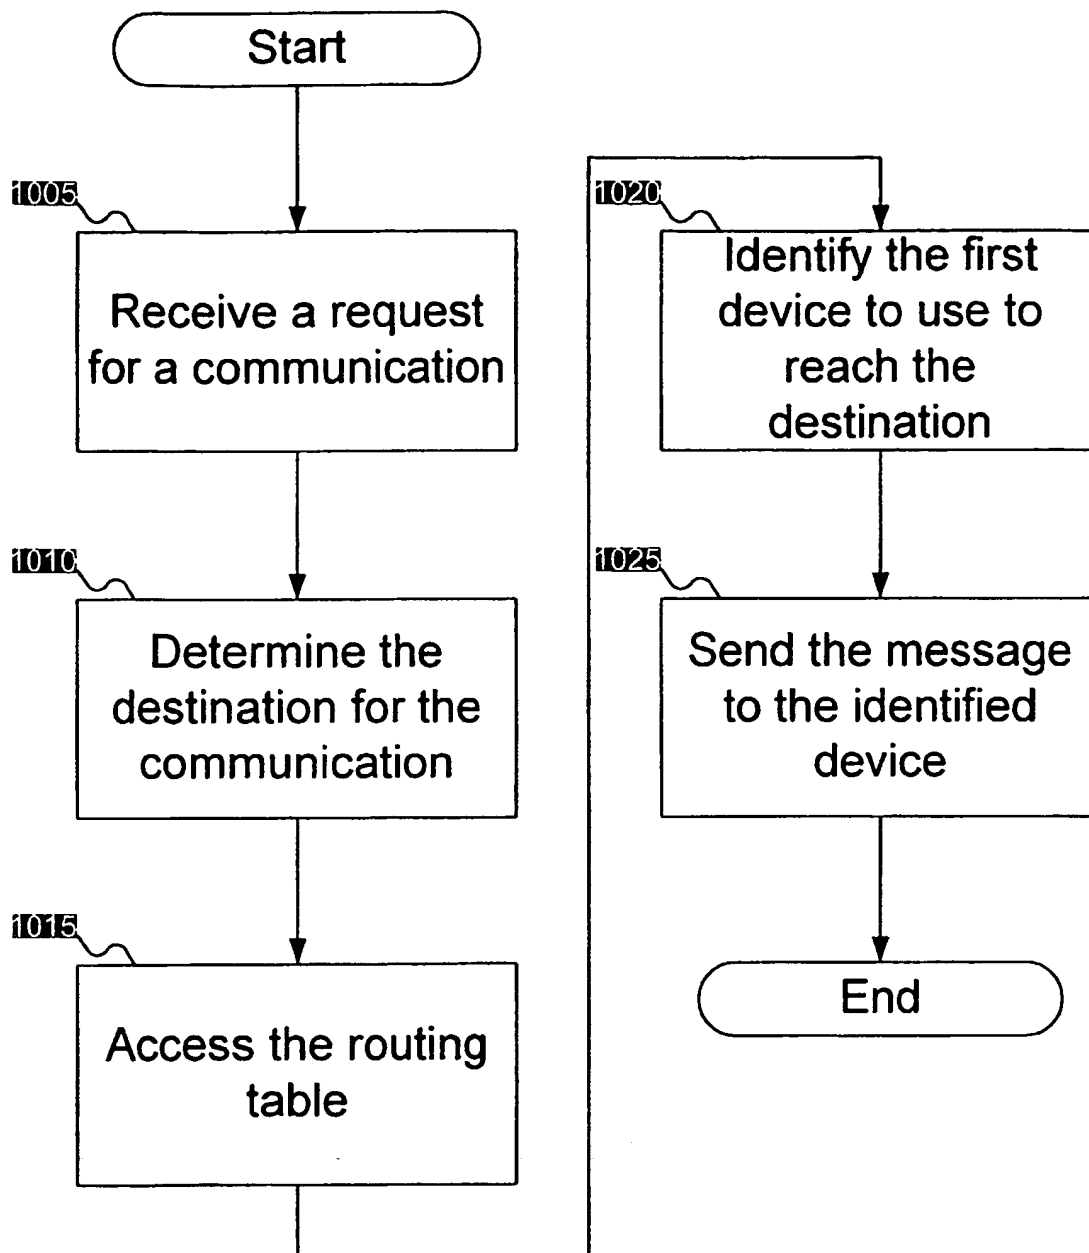 Start
1005
Receive a request
for a communication
1010
Determine the
destination for the
communication
1015
Access the routing
table
1020
Identify the first
device to use to
reach the
destination
1025
Send the message
to the identified
device
End